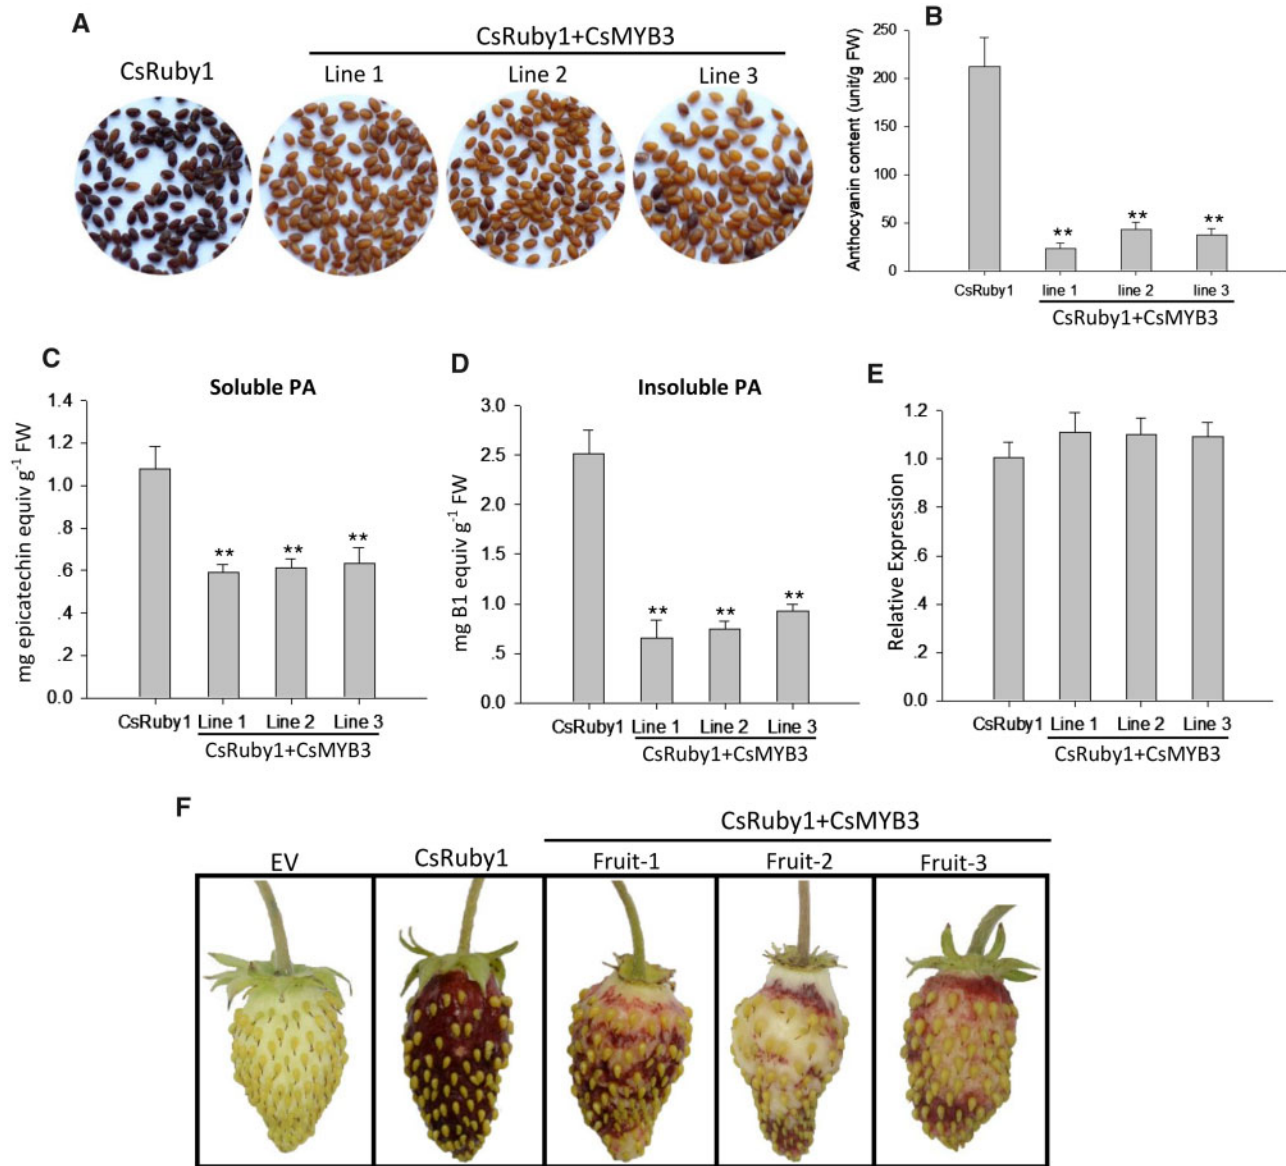 A
CsRuby1+CsMYB3
CsRuby1
Line 1
Line 2
Line 3
B
Anthocyanin content (unit/g FW)
250
200
150
100
50
0
**
**
**
CsRuby1
line 1
line 2
line 3
CsRuby1+CsMYB3
C
Soluble PA
mg epicatechin equiv g-1 FW
1.4
1.2
1.0
.8
.6
.4
.2
0.0
**
**
**
CsRuby1
Line 1
Line 2
Line 3
CsRuby1+CsMYB3
D
Insoluble PA
mg B1 equiv g-1 FW
3.0
2.5
2.0
1.5
1.0
.5
0.0
**
**
**
CsRuby1
Line 1
Line 2
Line 3
CsRuby1+CsMYB3
E
Relative Expression
1.2
1.0
.8
.6
.4
.2
0.0
CsRuby1
Line 1
Line 2
Line 3
CsRuby1+CsMYB3
F
CsRuby1+CsMYB3
EV
CsRuby1
Fruit-1
Fruit-2
Fruit-3